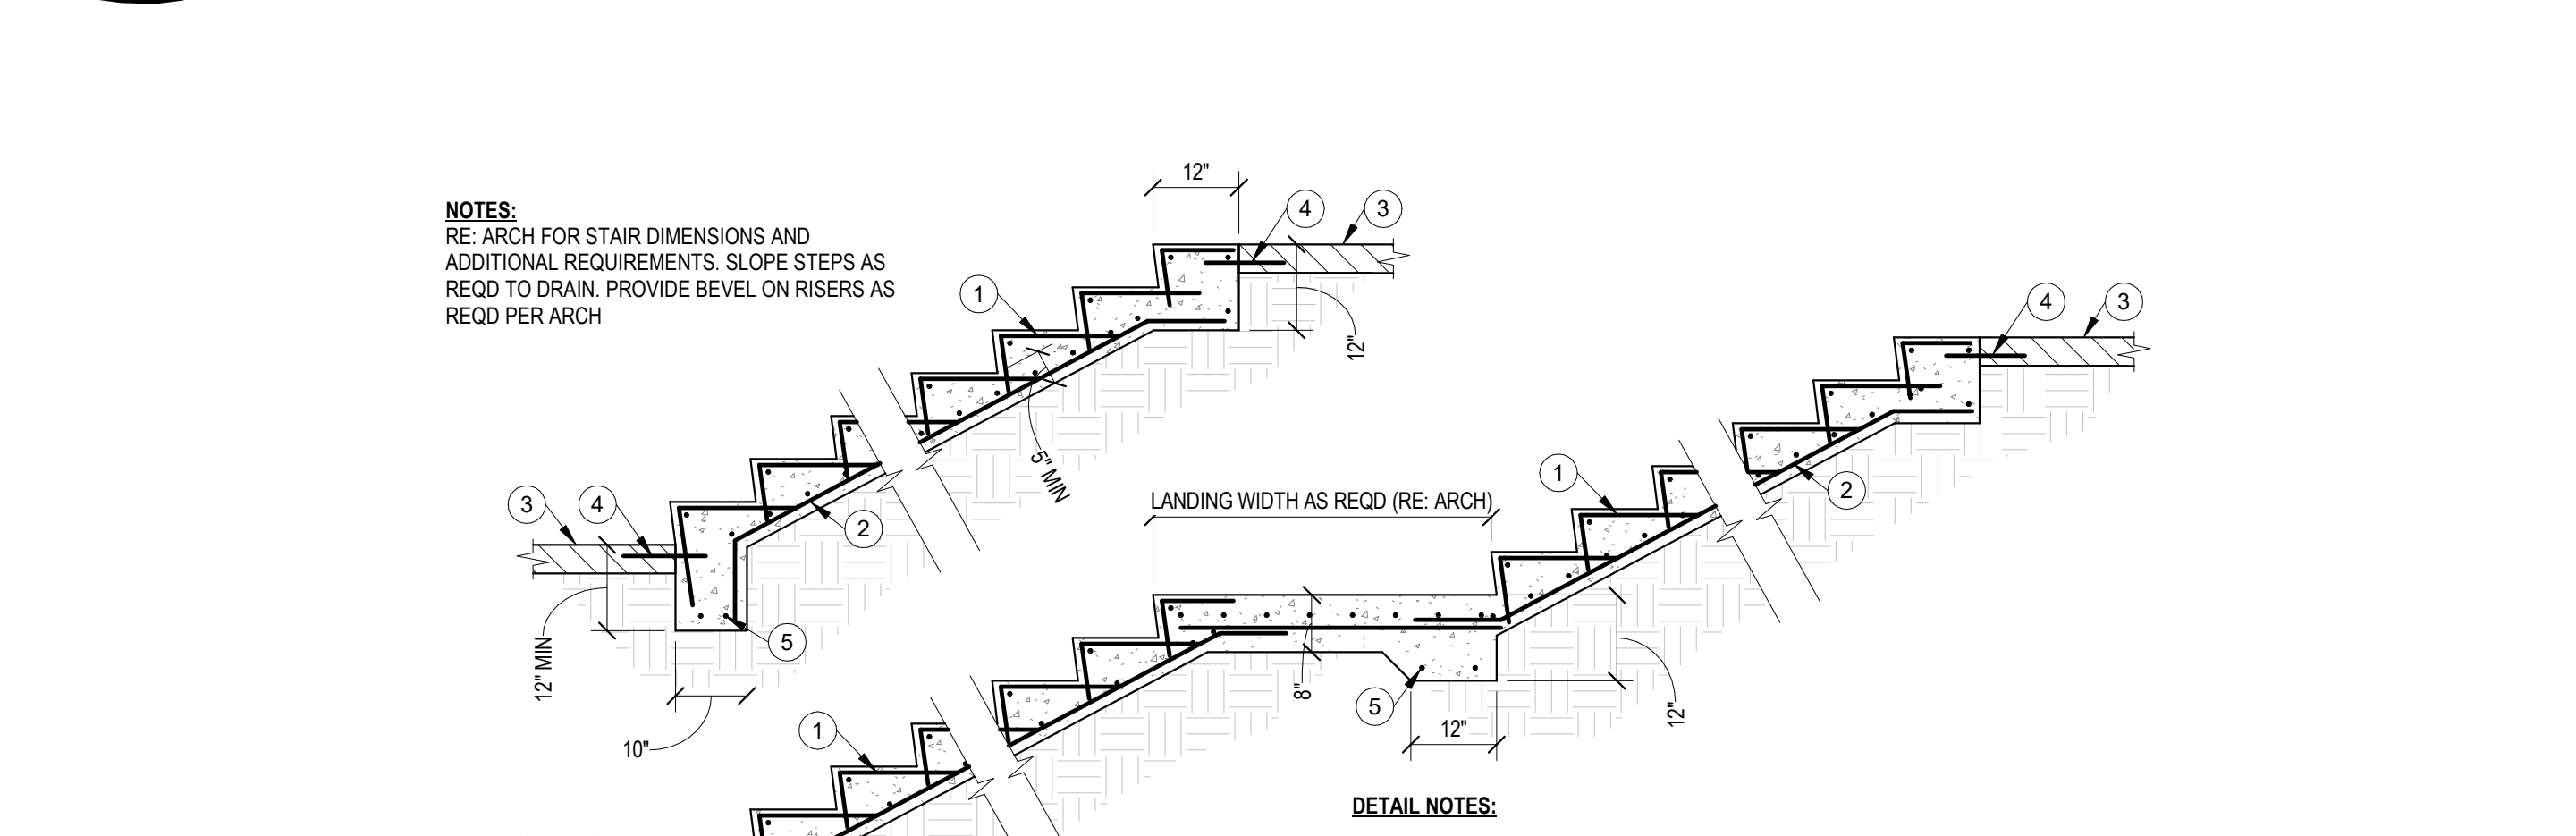 12"
4
3
NOTES:
RE: ARCH FOR STAIR DIMENSIONS AND
ADDITIONAL REQUIREMENTS. SLOPE STEPS AS
REQD TO DRAIN. PROVIDE BEVEL ON RISERS AS
REQD PER ARCH
1
12"
4
3
5" MIN
3
4
2
1
2
LANDING WIDTH AS REQD (RE: ARCH)
12" MIN
5
10"
1
8"
5
12"
12"
DETAIL NOTES: